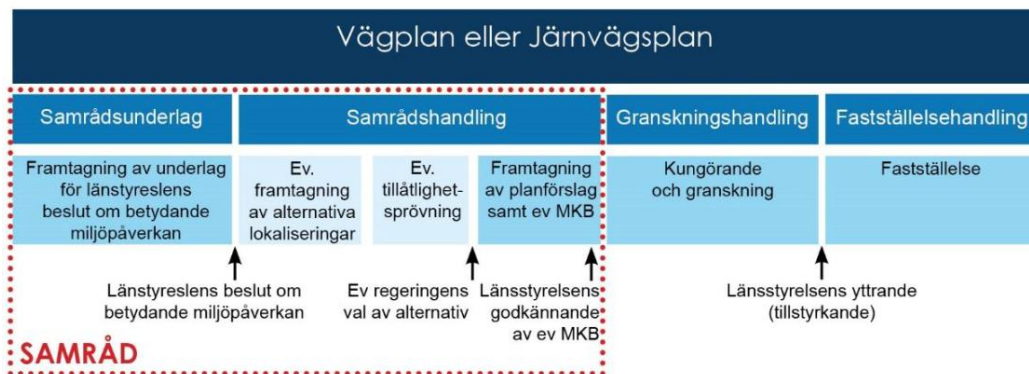 Vägplan eller Järnvägsplan
Samrådsunderlag
Samrådshandling
Granskningshandling
Fastställelsehandling
Framtagning av underlag
för länstyreslens
beslut om betydande
miljöpåverkan
Ev.
framtagning
av alternativa
lokaliseringar
Ev.
tillåtlighet-
sprövning
Framtagning
av planförslag
samt ev MKB
Kungörande
och granskning
Fastställelse
Länstyreslens beslut om
betydande miljöpåverkan
Ev regeringens
val av alternativ
Länsstyrelsens
godkännande
av ev MKB
Länsstyrelsens yttrande
(tillstyrkande)
SAMRÅD